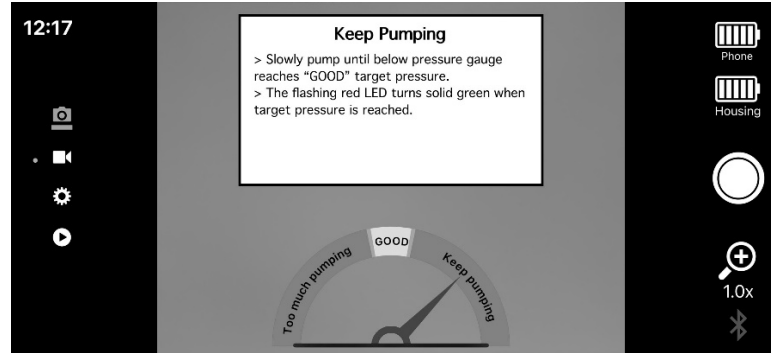 12:17
Keep Pumping
> Slowly pump until below pressure gauge
reaches “GOOD” target pressure.
> The flashing red LED turns solid green when
target pressure is reached.
Phone
Housing
Too much pumping
GOOD
Keep pumping
1.0x